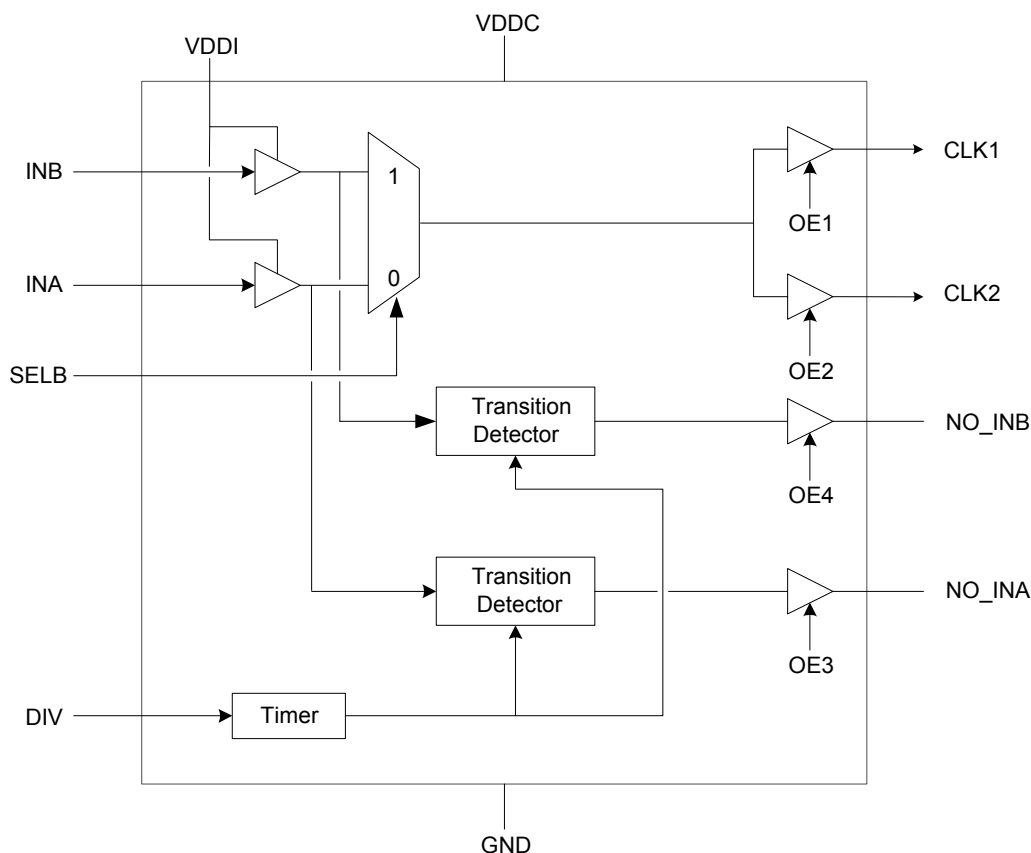 VDDC
VDDI
INB
1
CLK1
OE1
INA
0
CLK2
SELB
OE2
Transition
Detector
NO_INB
OE4
Transition
Detector
NO_INA
OE3
DIV
Timer
GND